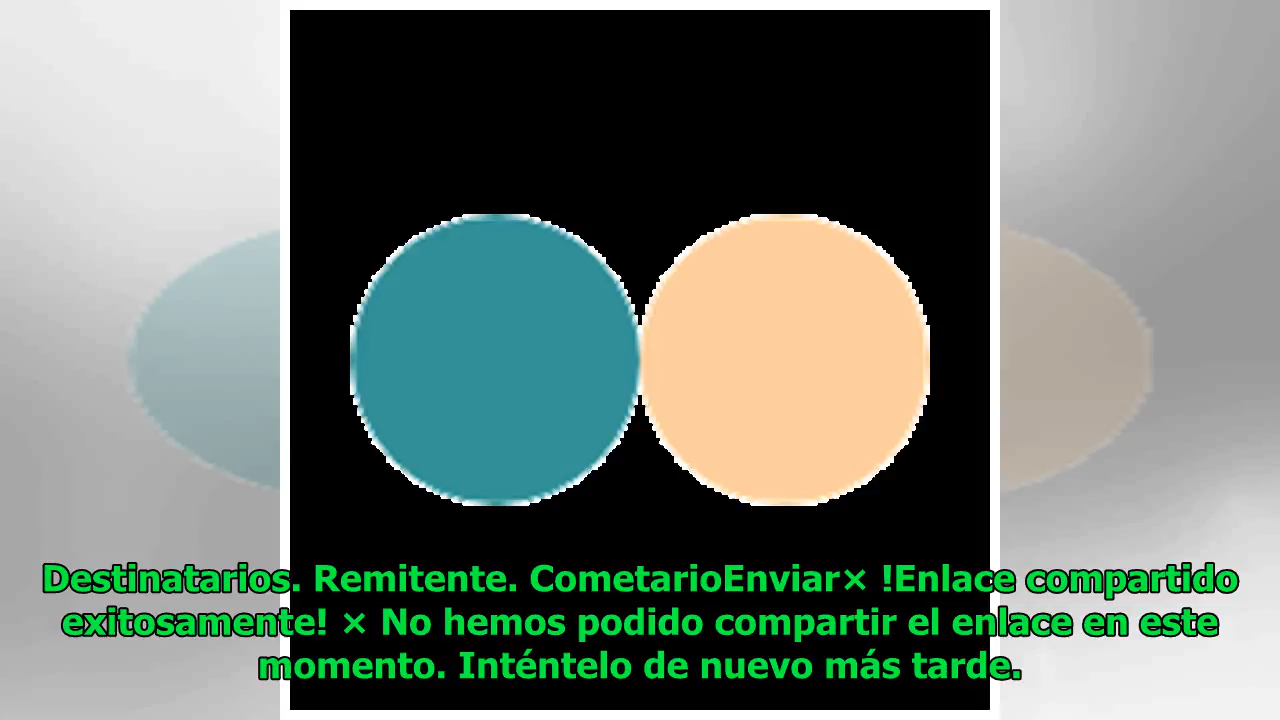 Destinatarios. Remitente. CometarioEnviar× !Enlace compartido
exitosamente! × No hemos podido compartir el enlace en este
momento. Inténtelo de nuevo más tarde.